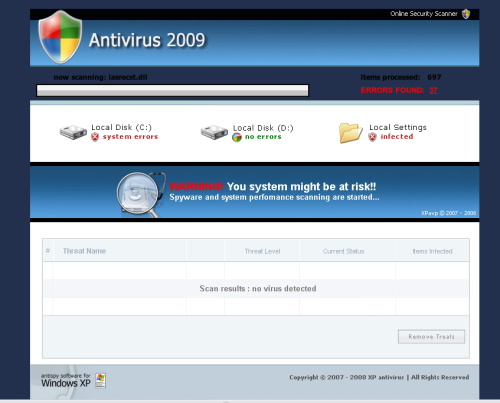 Online Security Scanner
Antivirus 2009
now scanning: iasrecst.dll
items processed: 697
ERRORS FOUND: 37
Local Disk (C:)
system errors
Local Disk (D:)
no errors
Local Settings
infected
WARNING! You system might be at risk!!
Spyware and system perfomance scanning are started...
XPavp © 2007 - 2008
# Threat Name Threat Level Current Status Items Infected
Scan results : no virus detected
Remove Treats
antispy software for
Windows XP
Copyright © 2007 - 2008 XP antivirus | All Rights Reserved